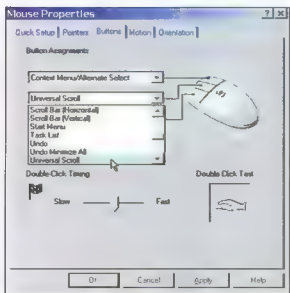 Mouse Properties
Quick Setup Pointers Buttons Motion Orientation
Button Assignments
Context Menu/Alternate Select
Universal Scroll
Scroll Bar (Horizontal)
Scroll Bar (Vertical)
Start Menu
Task List
Undo
Undo Minimize All
Universal Scroll
Double-Click Timing
Double Click Test
Slow
Fast
OK
Cancel
Apply
Help